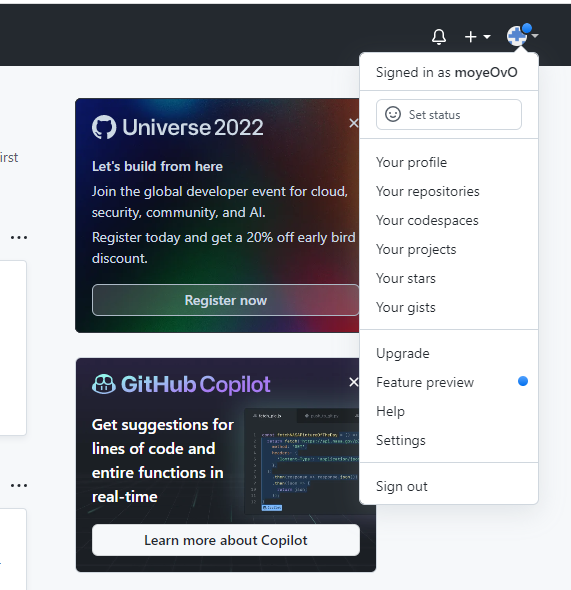 Signed in as moyeOvO
Set status
Your profile
Your repositories
Your codespaces
Your projects
Your stars
Your gists
Upgrade
Feature preview
Help
Settings
Sign out
irst
Universe 2022
Let's build from here
Join the global developer event for cloud,
security, community, and AI.
Register today and get a 20% off early bird
discount.
Register now
GitHub Copilot
Get suggestions for
lines of code and
entire functions in
real-time
Learn more about Copilot